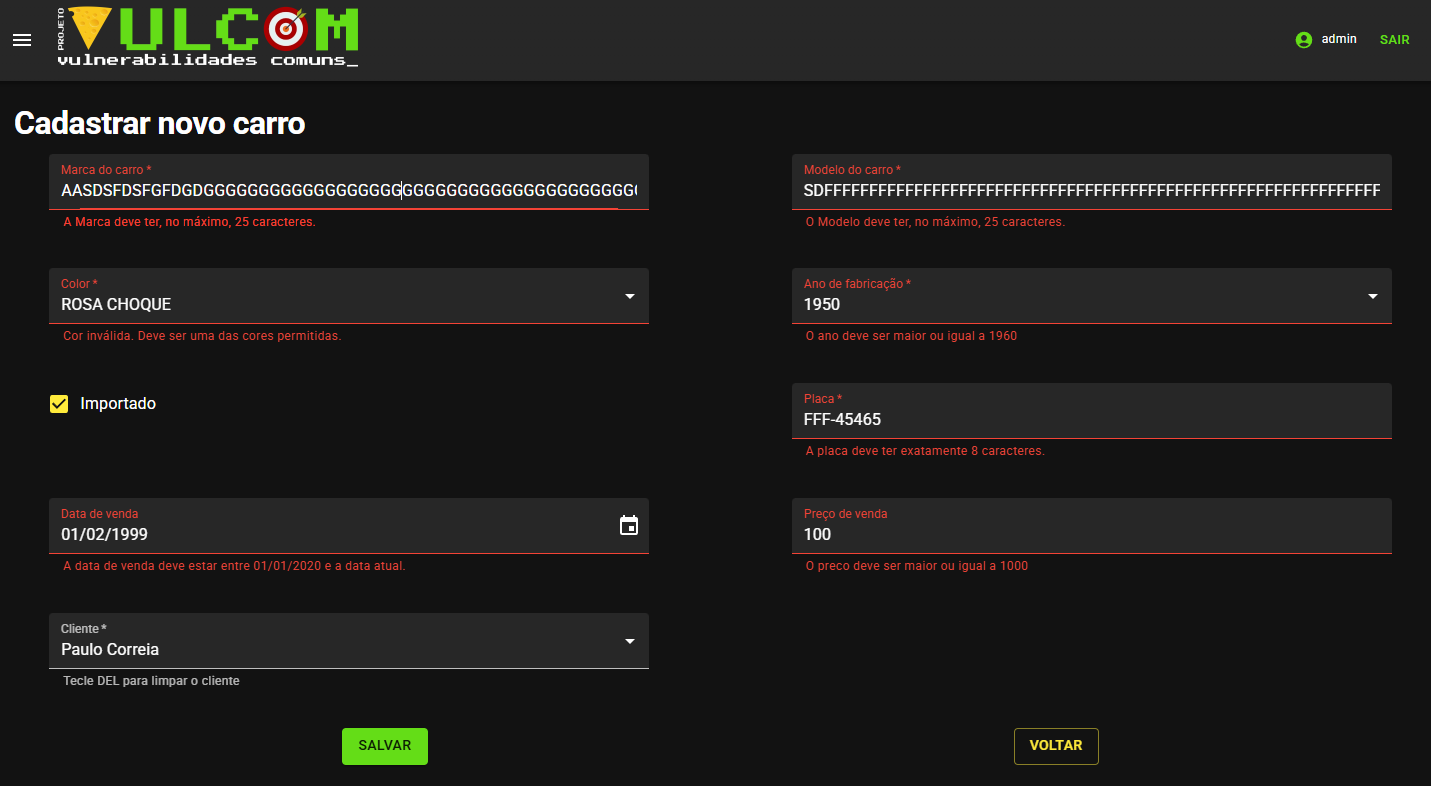 PROJETO VULCOM
vulnerabilidades comuns_
admin
SAIR
Cadastrar novo carro
Marca do carro *
Modelo do carro *
A Marca deve ter, no máximo, 25 caracteres.
O Modelo deve ter, no máximo, 25 caracteres.
Color *
ROSA CHOQUE
Cor inválida. Deve ser uma das cores permitidas.
Ano de fabricação *
1950
O ano deve ser maior ou igual a 1960
Importado
Placa *
FFF-45465
A placa deve ter exatamente 8 caracteres.
Data de venda
01/02/1999
A data de venda deve estar entre 01/01/2020 e a data atual.
Preço de venda
100
O preco deve ser maior ou igual a 1000
Cliente *
Paulo Correia
Tecle DEL para limpar o cliente
SALVAR
VOLTAR